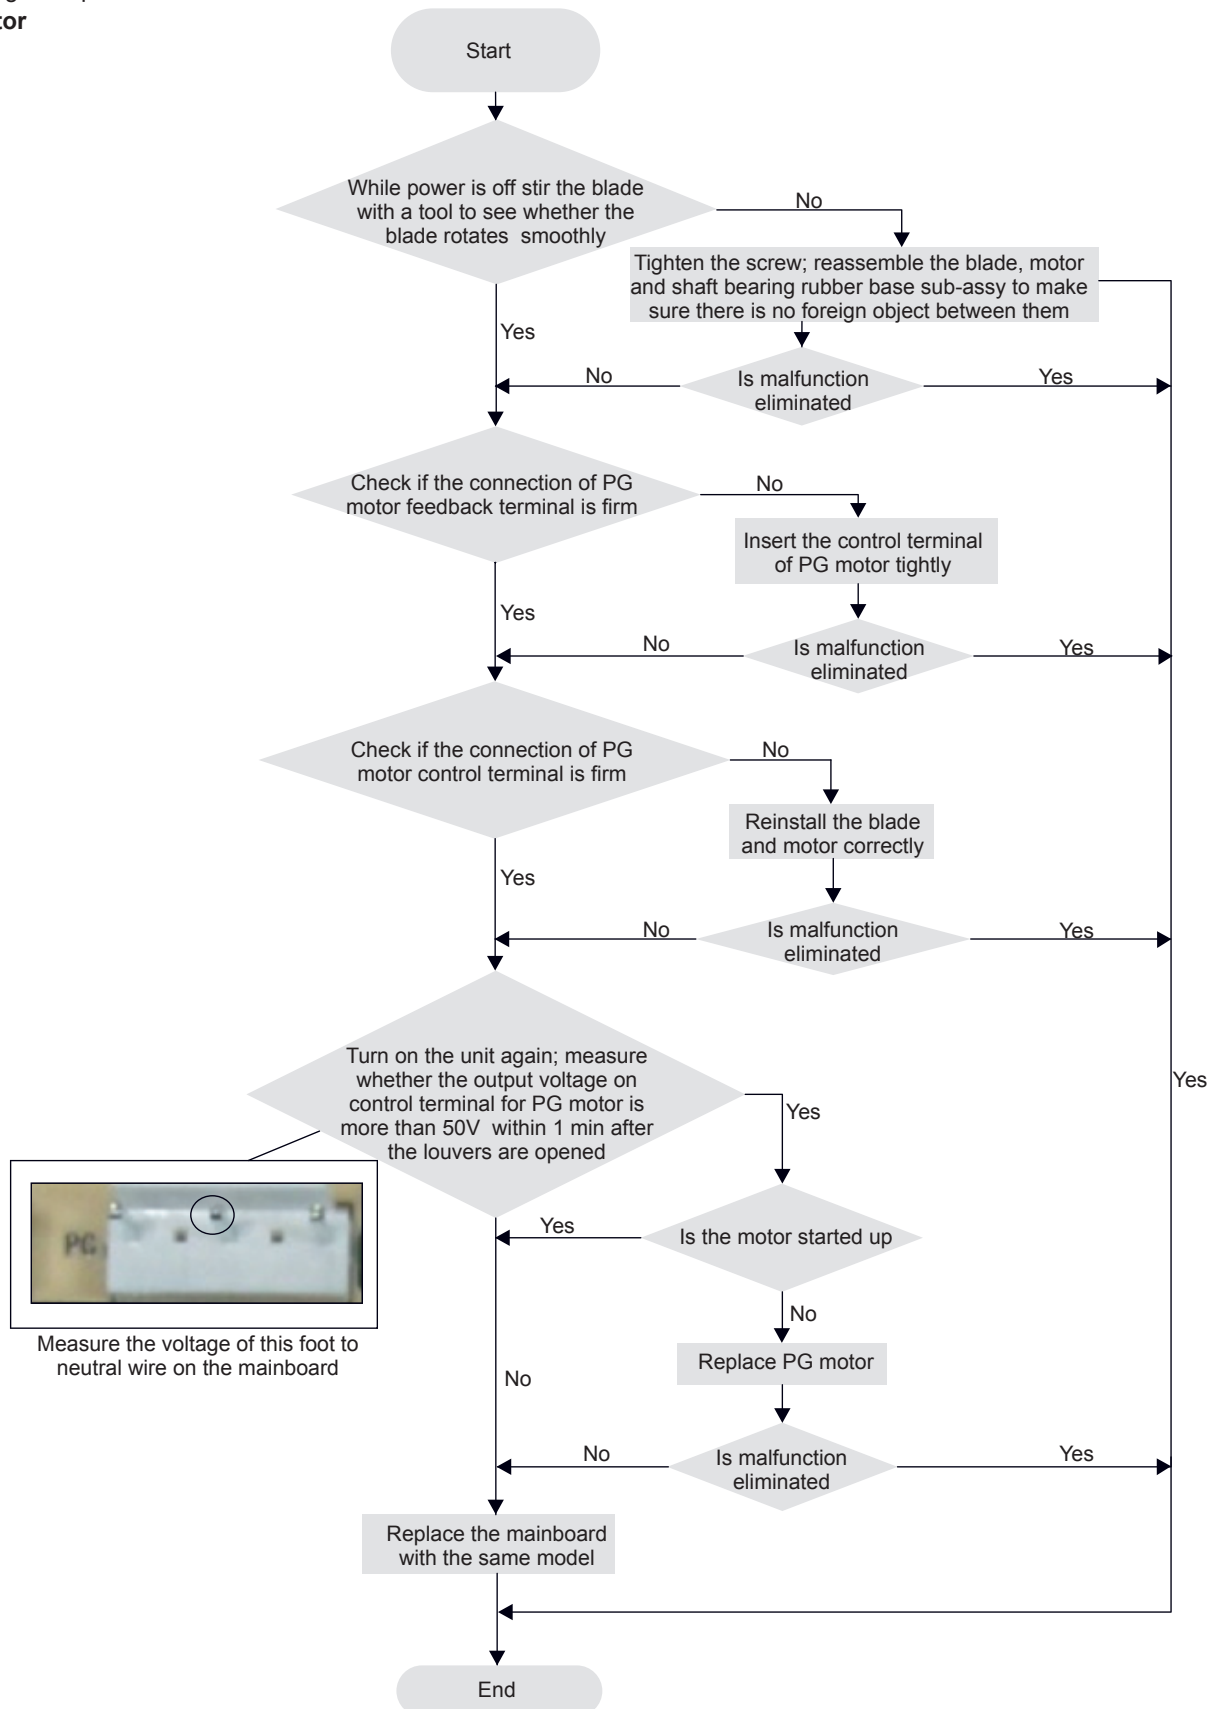 tor
Start
While power is off stir the blade
with a tool to see whether the
blade rotates smoothly
No
Tighten the screw; reassemble the blade, motor
and shaft bearing rubber base sub-assy to make
sure there is no foreign object between them
Yes
Is malfunction
eliminated
No
Yes
Check if the connection of PG
motor feedback terminal is firm
No
Insert the control terminal
of PG motor tightly
Yes
Is malfunction
eliminated
No
Yes
Check if the connection of PG
motor control terminal is firm
No
Reinstall the blade
and motor correctly
Yes
Is malfunction
eliminated
No
Yes
Turn on the unit again; measure
whether the output voltage on
control terminal for PG motor is
more than 50V within 1 min after
the louvers are opened
Yes
Yes
PG
Measure the voltage of this foot to
neutral wire on the mainboard
Is the motor started up
Yes
No
Replace PG motor
No
Is malfunction
eliminated
No
Yes
Replace the mainboard
with the same model
End